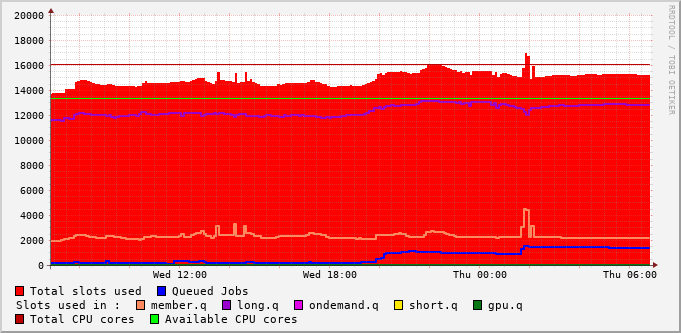 RRDTOOL / TOBI OETIKER
20000
18000
16000
14000
12000
10000
8000
6000
4000
2000
0
Wed 12:00 Wed 18:00 Thu 00:00 Thu 06:00
Total slots used Queued Jobs
Slots used in : member.q long.q ondemand.q short.q gpu.q
Total CPU cores Available CPU cores